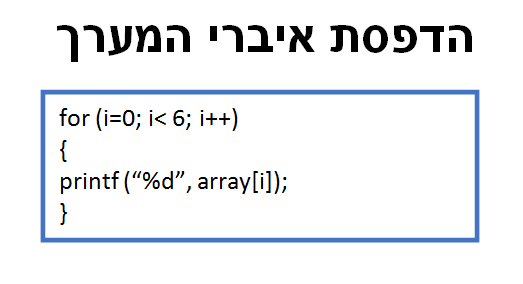 הדפסת איברי המערך
for (i=0; i< 6; i++)
{
printf (“%d”, array[i]);
}